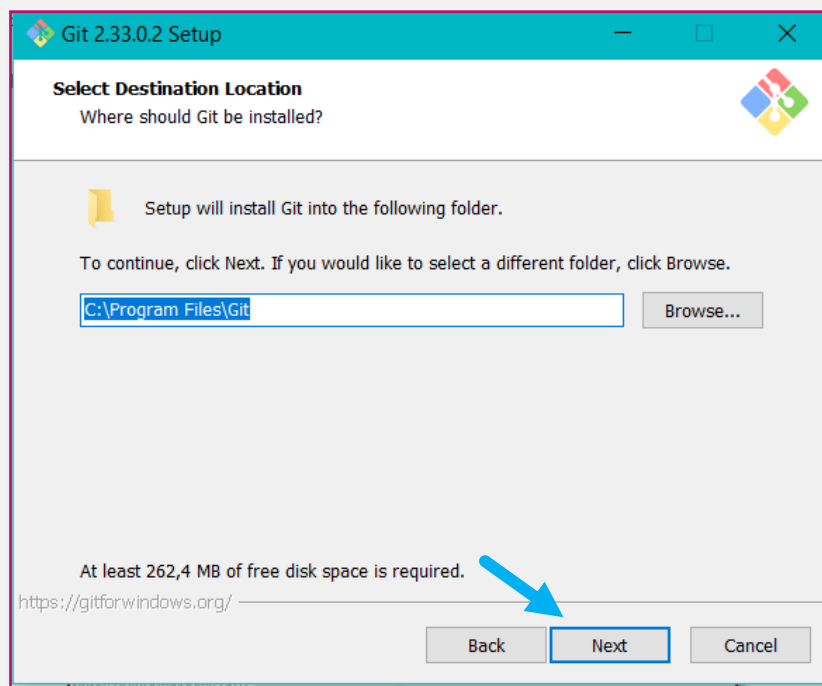 Git 2.33.0.2 Setup
Select Destination Location
Where should Git be installed?
Setup will install Git into the following folder.
To continue, click Next. If you would like to select a different folder, click Browse.
C:\Program Files\Git
Browse...
At least 262,4 MB of free disk space is required.
https://gitforwindows.org/
Back
Next
Cancel